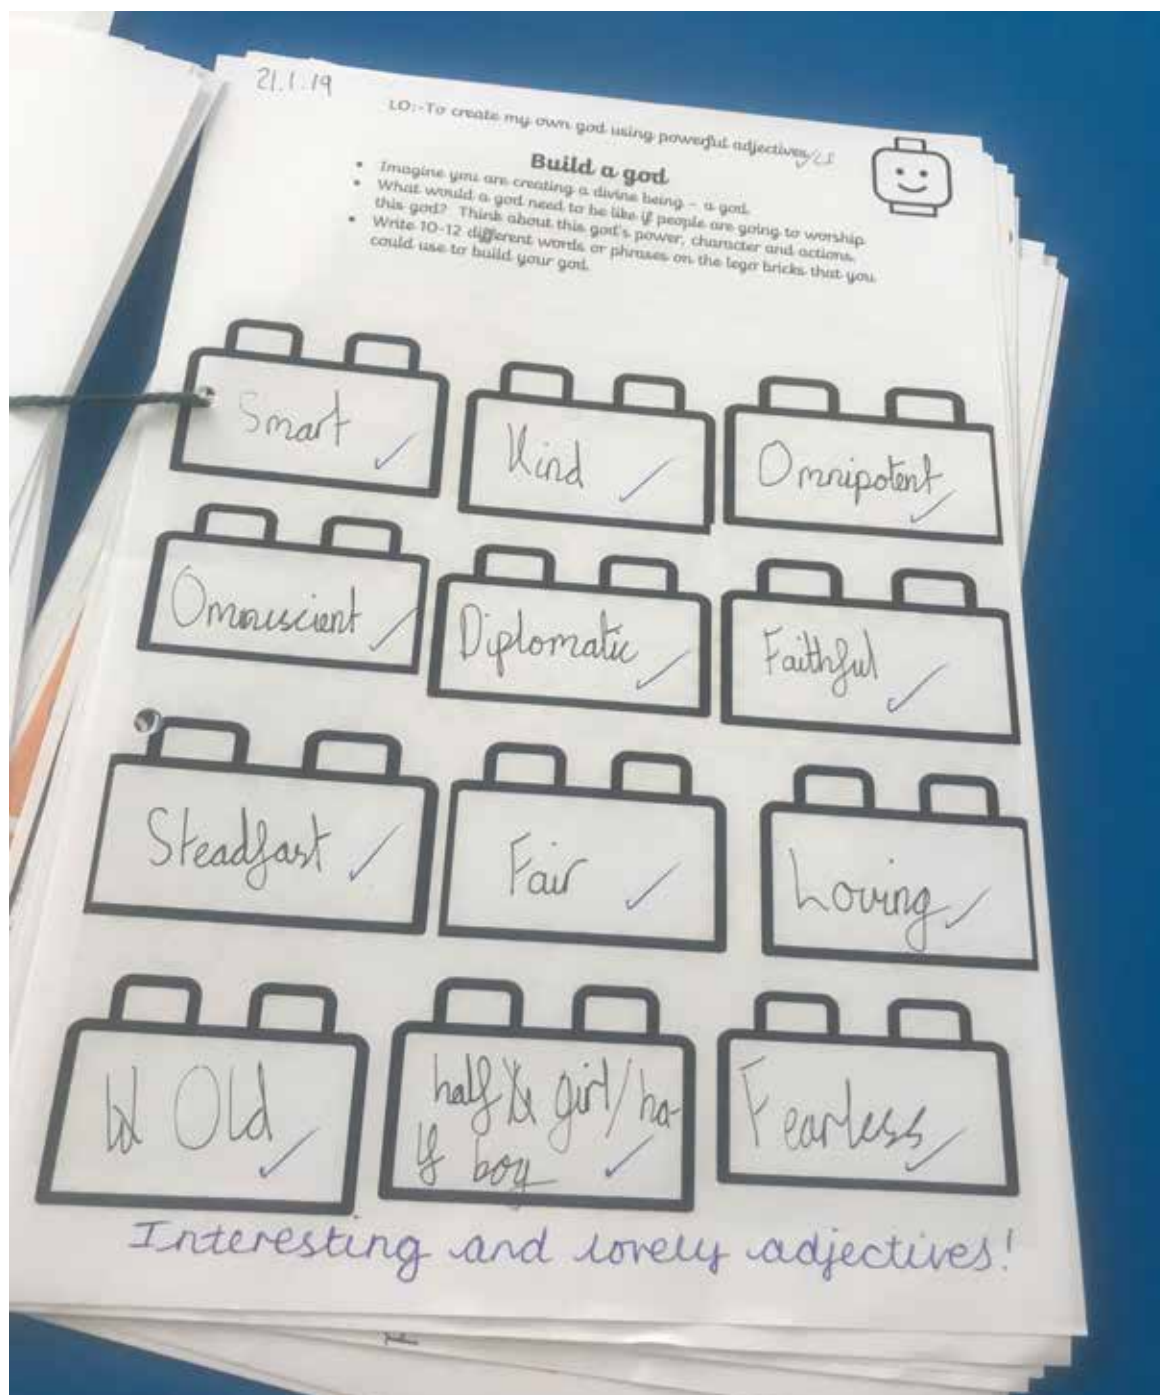 21.1.19
LO:-To create my own god using powerful adjectives
Build a god
• Imagine you are creating a divine being – a god.
• What would a god need to be like if people are going to worship
this god? Think about this god's power, character and actions.
• Write 10-12 different words or phrases on the lego bricks that you
could use to build your god.
Smart
Kind
Omnipotent
Omniscient
Diplomatic
Faithful
Steadfast
Fair
Loving
Old
half girl/ha-
lf boy
Fearless
Interesting and lovely adjectives!